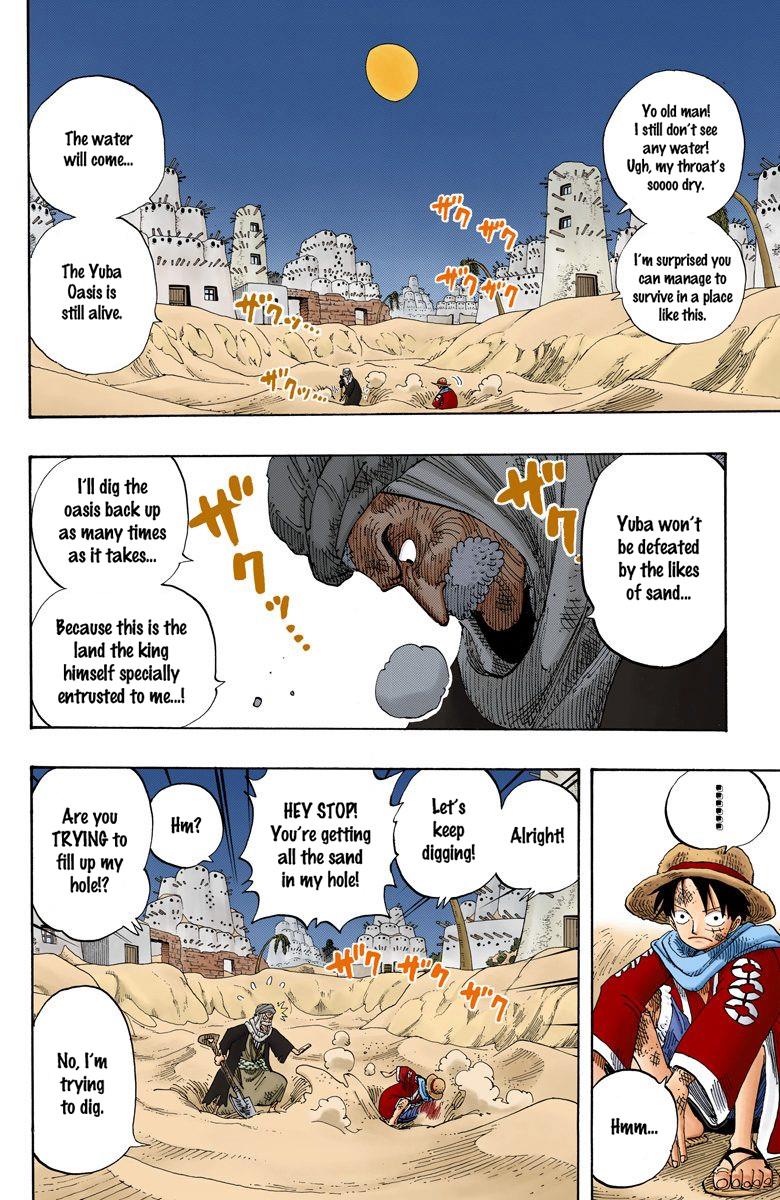 Yo old man!
I still don't see
any water!
Ugh, my throat's
soooo dry.
I'm surprised you
can manage to
survive in a place
like this.
ザク ザク
ザク ザク
ザクッ...
ザクッ...
The water
will come...
The Yuba
Oasis is
still alive.
Yuba won't
be defeated
by the likes
of sand...
ザク
ザクッ...
I'll dig the
oasis back up
as many times
as it takes...
Because this is the
land the king
himself specially
entrusted to me...!
......
Hmm...
Alright!
Let's
keep
digging!
HEY STOP!
You're getting
all the sand
in my hole!
ザク ザク ザク
Hm?
Are you
TRYING to
fill up my
hole!?
No, I'm
trying
to dig.